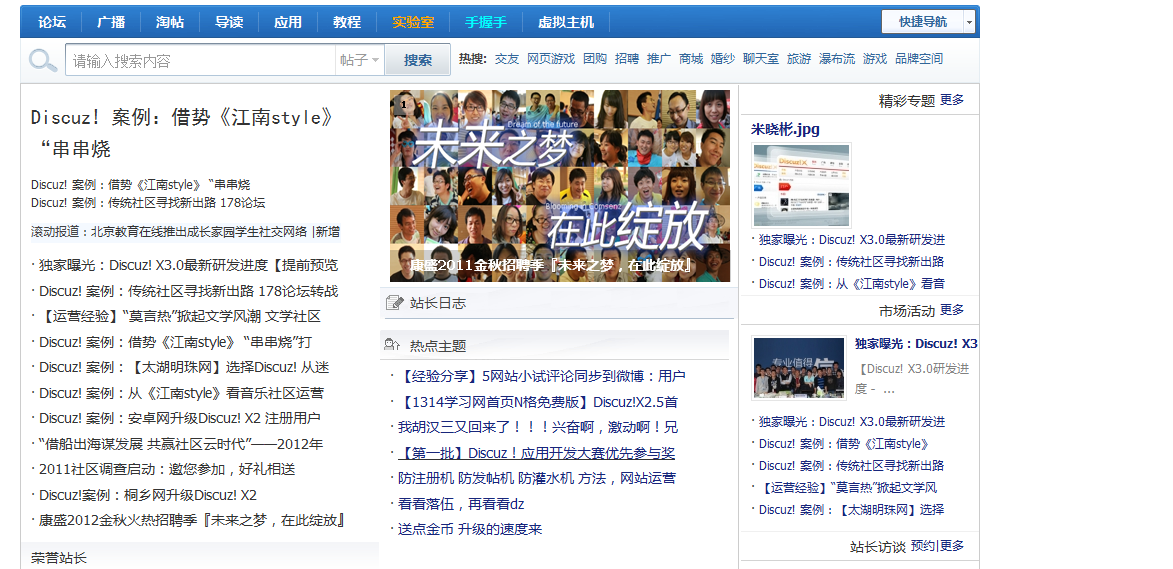 论坛 广播 淘帖 导读 应用 教程 实验室 手握手 虚拟主机 快捷导航
请输入搜索内容 帖子 搜索 热搜: 交友 网页游戏 团购 招聘 推广 商城 婚纱 聊天室 旅游 瀑布流 游戏 品牌空间
Discuz! 案例：借势《江南style》
“串串烧
Discuz! 案例：借势《江南style》 “串串烧
Discuz! 案例：传统社区寻找新出路 178论坛
滚动报道：北京教育在线推出成长家园学生社交网络 |新增
· 独家曝光：Discuz! X3.0最新研发进度【提前预览
· Discuz! 案例：传统社区寻找新出路 178论坛转战
· 【运营经验】“莫言热”掀起文学风潮 文学社区
· Discuz! 案例：借势《江南style》 “串串烧”打
· Discuz! 案例：【太湖明珠网】选择Discuz! 从迷
· Discuz! 案例：从《江南style》看音乐社区运营
· Discuz! 案例：安卓网升级Discuz! X2 注册用户
· “借船出海谋发展 共赢社区云时代”——2012年
· 2011社区调查启动：邀您参加，好礼相送
· Discuz!案例：桐乡网升级Discuz! X2
· 康盛2012金秋火热招聘季『未来之梦，在此绽放』
荣誉站长
1
Dream of the future
未来之梦
Blooming in Comsenz
在此绽放
康盛2011金秋招聘季『未来之梦，在此绽放』
站长日志
热点主题
· 【经验分享】5网站小试评论同步到微博：用户
· 【1314学习网首页N格免费版】Discuz!X2.5首
· 我胡汉三又回来了！！！兴奋啊，激动啊！兄
· 【第一批】Discuz！应用开发大赛优先参与奖
· 防注册机 防发帖机 防灌水机 方法，网站运营
· 看看落伍，再看看dz
· 送点金币 升级的速度来
精彩专题 更多
米晓彬.jpg
· 独家曝光：Discuz! X3.0最新研发进
· Discuz! 案例：传统社区寻找新出路
· Discuz! 案例：从《江南style》看音
市场活动 更多
专业值得信
独家曝光：Discuz! X3
【Discuz! X3.0研发进
度 - ...
· 独家曝光：Discuz! X3.0最新研发进
· Discuz! 案例：借势《江南style》
· Discuz! 案例：传统社区寻找新出路
· 【运营经验】“莫言热”掀起文学风
· Discuz! 案例：【太湖明珠网】选择
站长访谈 预约|更多